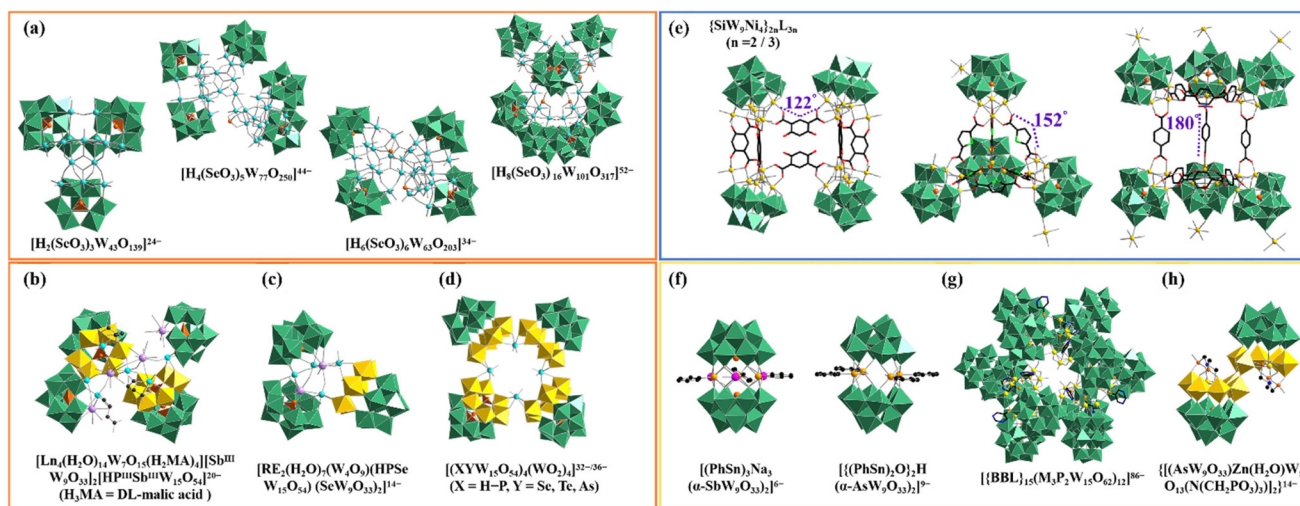 (a)
[H₂(SeO₃)₃W₄₃O₁₃₉]²⁴⁻
[H₄(SeO₃)₅W₇₇O₂₅₀]⁴⁴⁻
[H₆(SeO₃)₆W₆₃O₂₀₃]³⁴⁻
[H₈(SeO₃)₁₆W₁₀₁O₃₁₇]⁵²⁻
(e)
{SiW₉Ni₄}₂ₙL₃ₙ
(n =2 / 3)
122°
152°
180°
(b)
[Ln₄(H₂O)₁₄W₇O₁₅(H₂MA)₄][Sbᴵᴵᴵ
W₉O₃₃]₂[HPᴵᴵᴵSbᴵᴵᴵW₁₅O₅₄]²⁰⁻
(H₃MA = DL-malic acid )
(c)
[RE₂(H₂O)₇(W₄O₉)(HPSe
W₁₅O₅₄) (SeW₉O₃₃)₂]¹⁴⁻
(d)
[(XYW₁₅O₅₄)₄(WO₂)₄]³²⁻/³⁶⁻
(X = H−P, Y = Se, Te, As)
(f)
[(PhSn)₃Na₃
(α-SbW₉O₃₃)₂]⁶⁻
[{(PhSn)₂O}₂H
(α-AsW₉O₃₃)₂]⁹⁻
(g)
[{BBL}₁₅(M₃P₂W₁₅O₆₂)₁₂]⁸⁶⁻
(h)
{[(AsW₉O₃₃)Zn(H₂O)W₅
O₁₃(N(CH₂PO₃)₃)]₂}¹⁴⁻